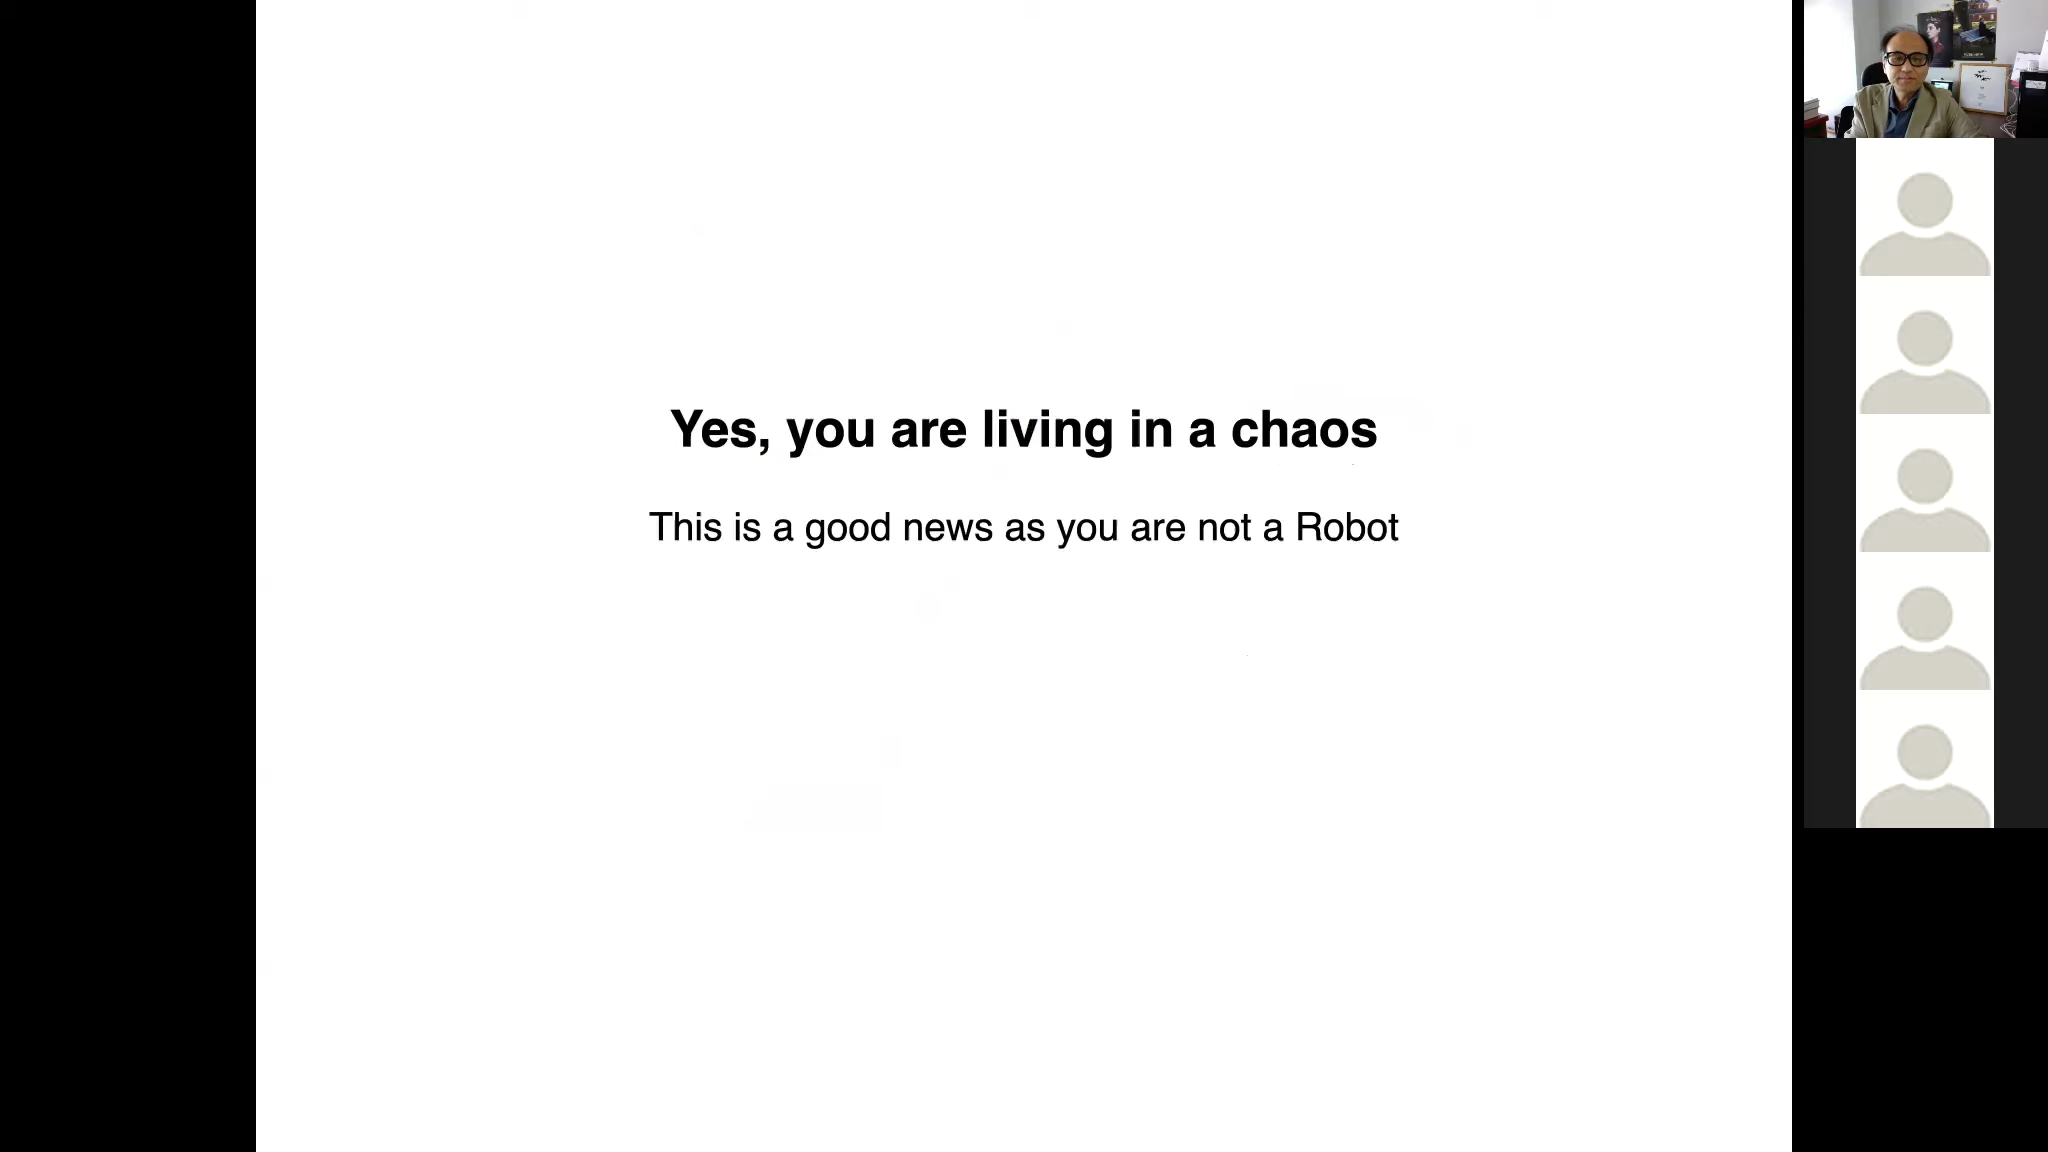 Yes, you are living in a chaos
This is a good news as you are not a Robot